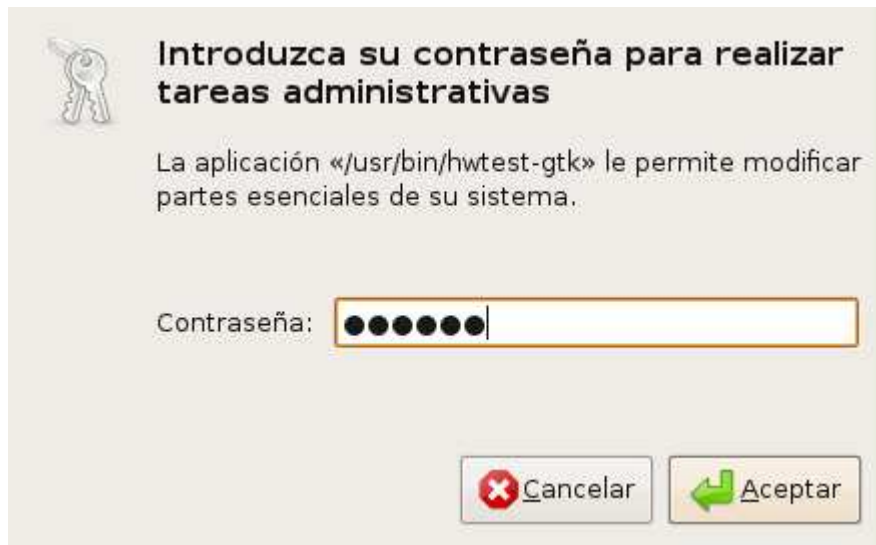 Introduzca su contraseña para realizar
tareas administrativas
La aplicación «/usr/bin/hwtest-gtk» le permite modificar
partes esenciales de su sistema.
Contraseña: ●●●●●●
Cancelar
Aceptar